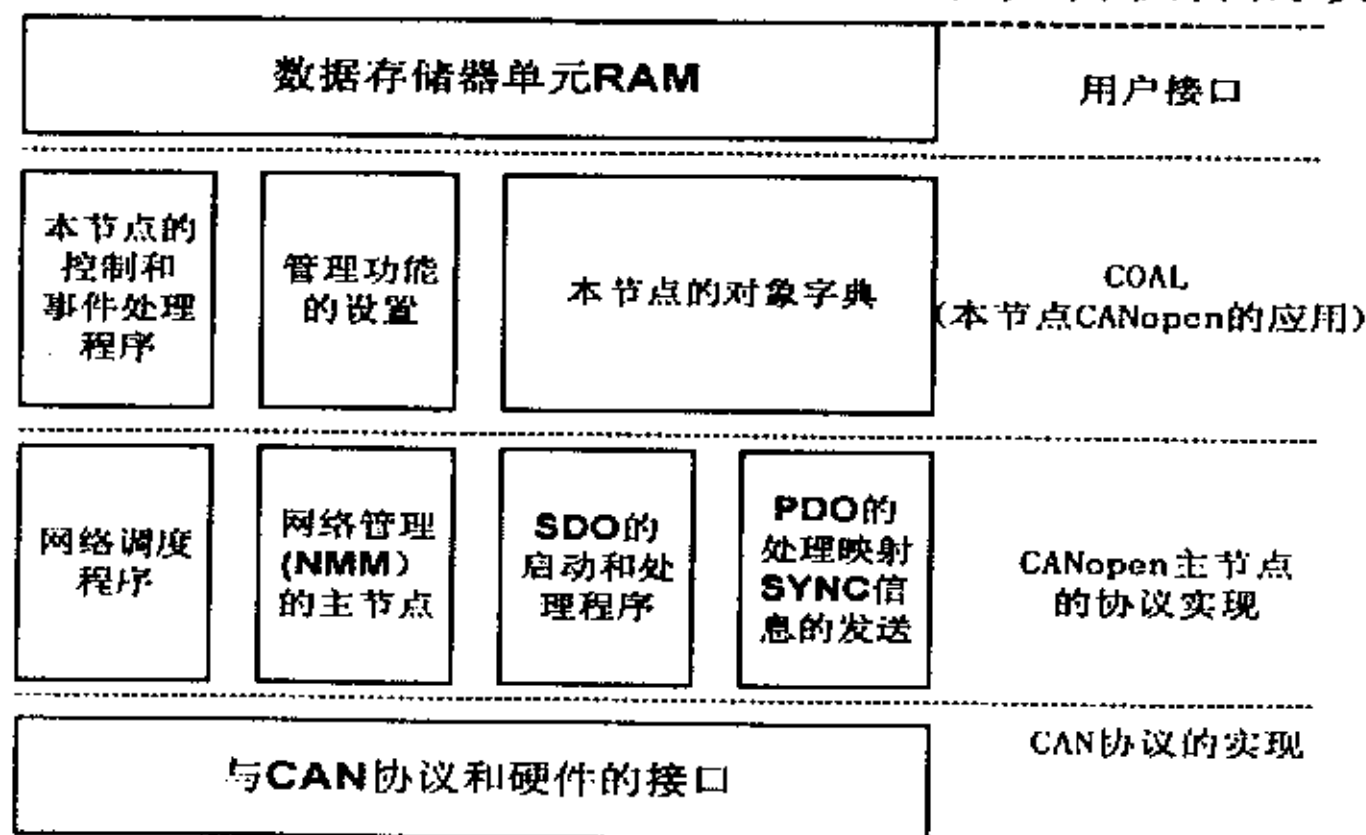 数据存储器单元RAM
用户接口
本节点的
控制和
事件处理
程序
管理功能
的设置
本节点的对象字典
COAL
(本节点CANopen的应用)
网络调度
程序
网络管理
(NMM)
的主节点
SDO的
启动和处
理程序
PDO的
处理映射
SYNC信
息的发送
CANopen主节点
的协议实现
与CAN协议和硬件的接口
CAN协议的实现